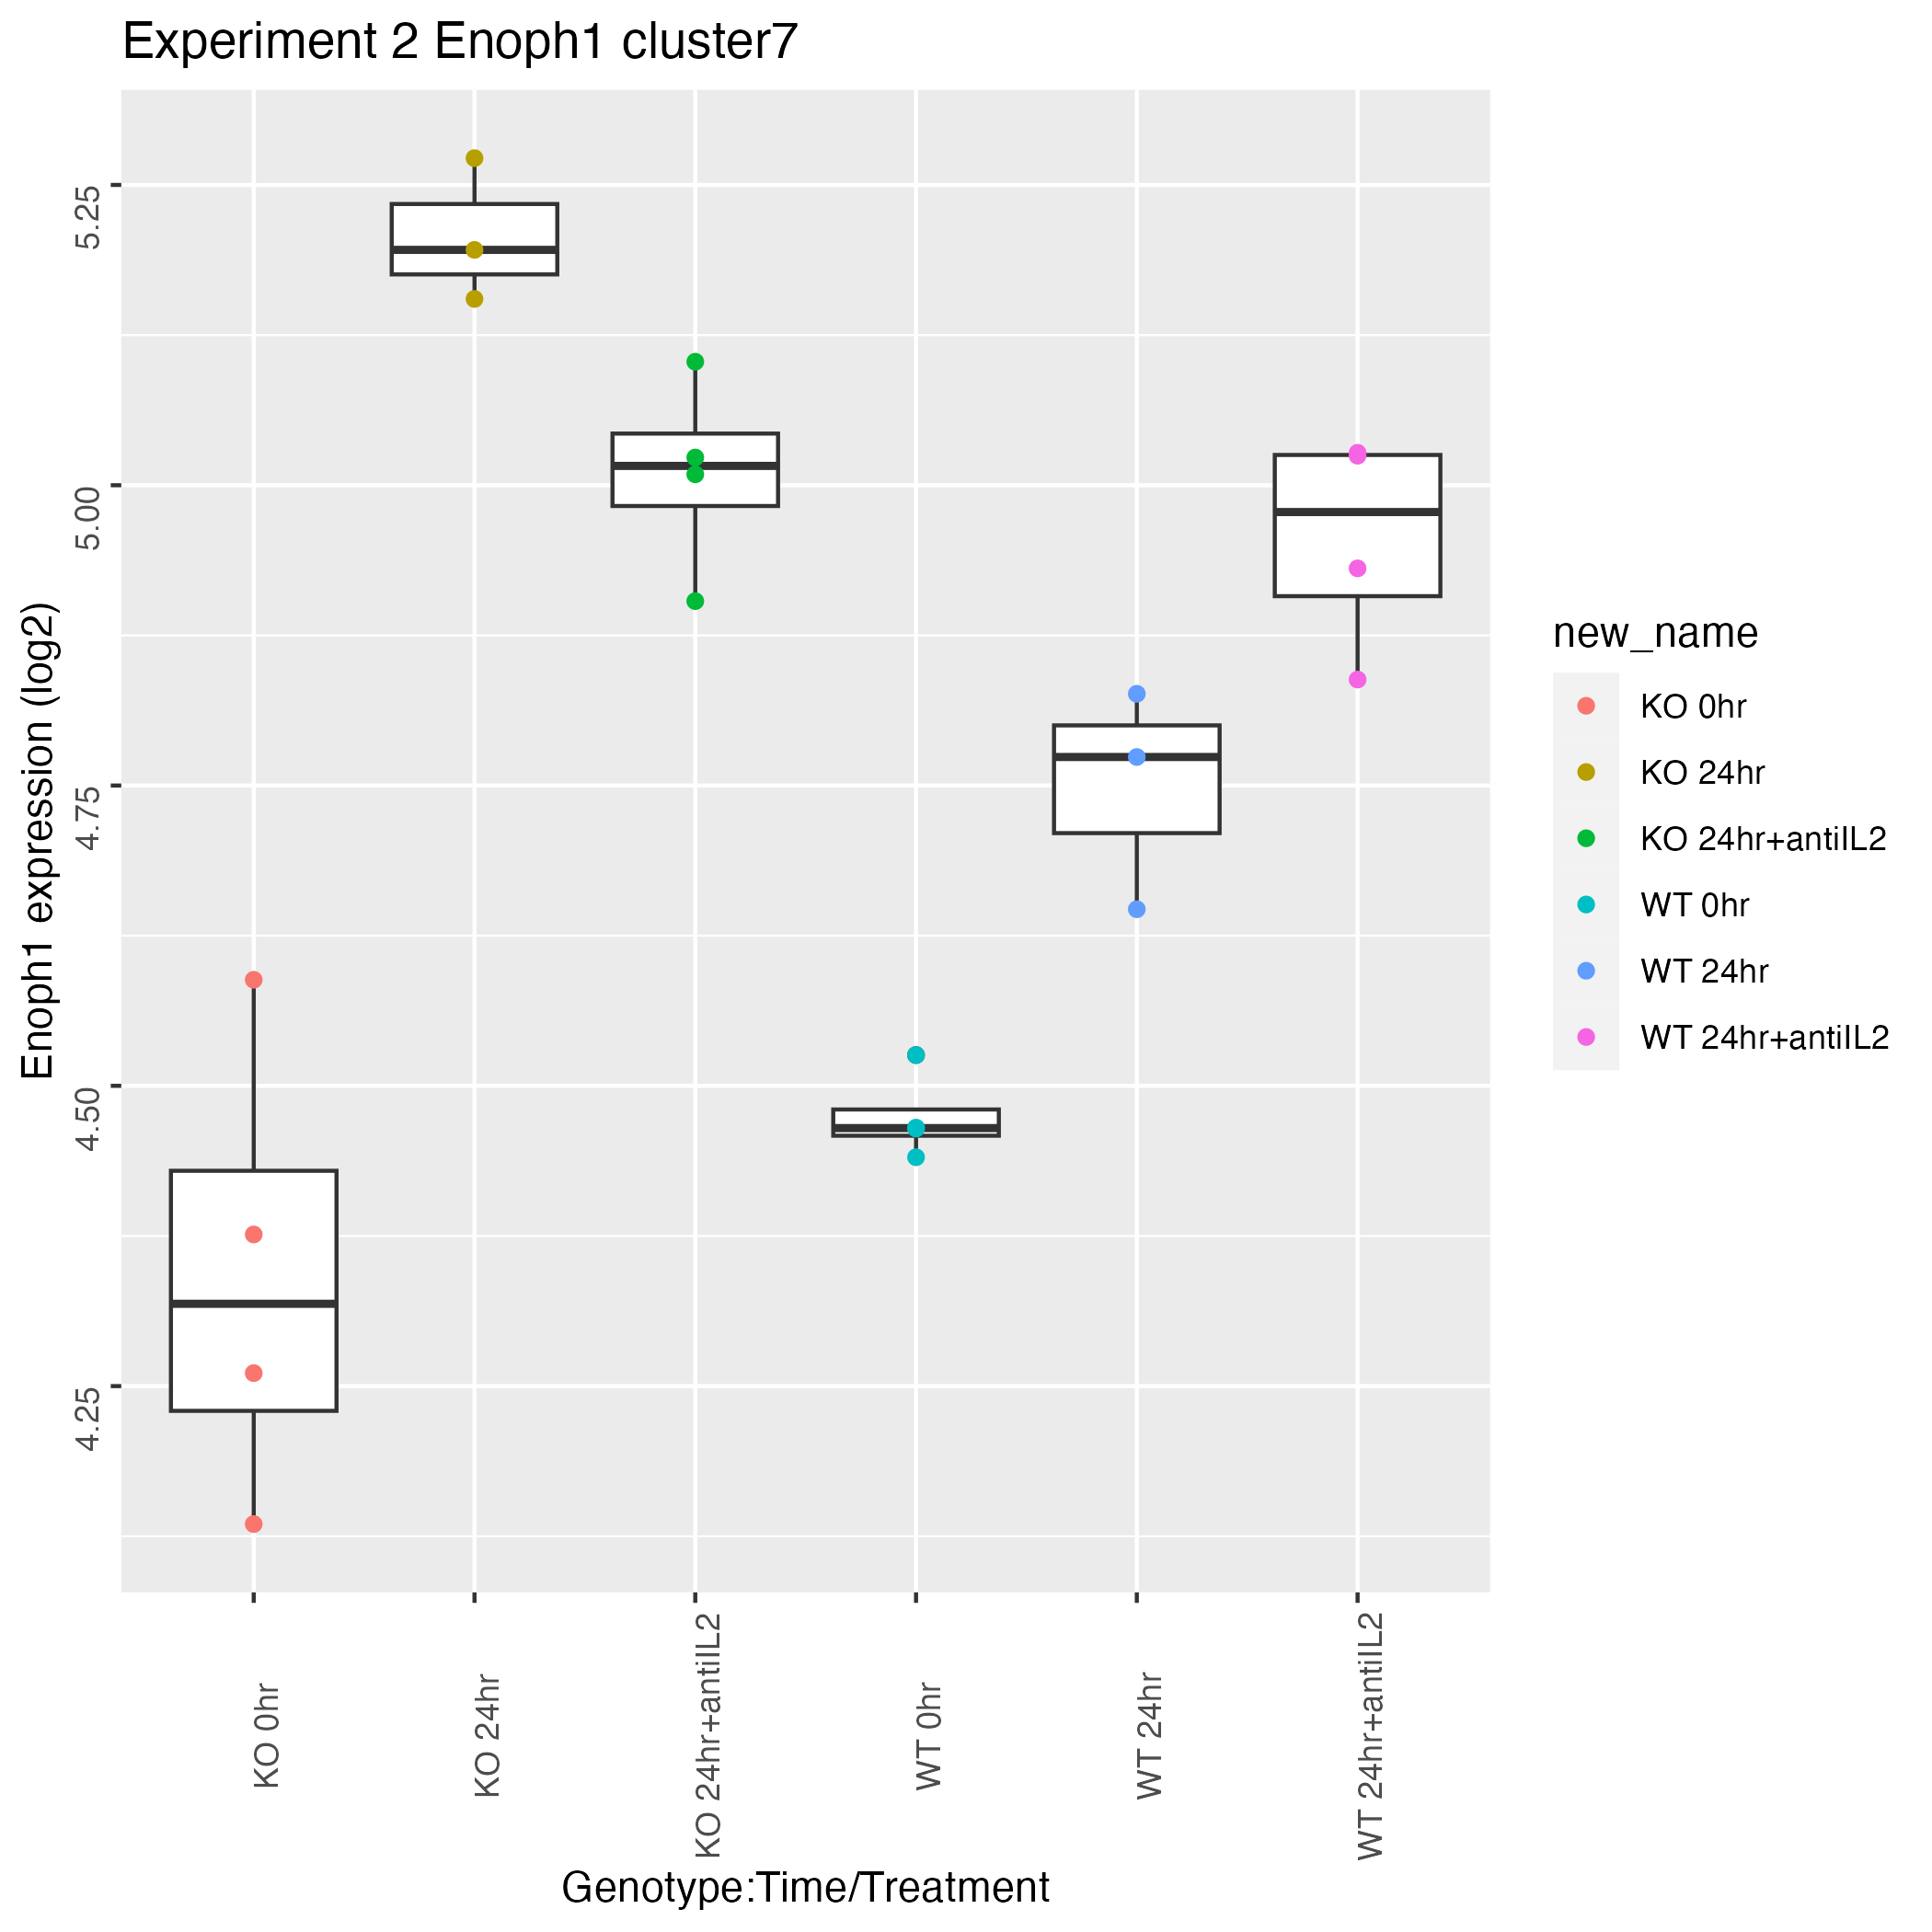 Experiment 2 Enoph1 cluster7
Enoph1 expression (log2)
5.25
5.00
4.75
4.50
4.25
KO 0hr
KO 24hr
KO 24hr+antiIL2
WT 0hr
WT 24hr
WT 24hr+antiIL2
Genotype:Time/Treatment
new_name
KO 0hr
KO 24hr
KO 24hr+antiIL2
WT 0hr
WT 24hr
WT 24hr+antiIL2